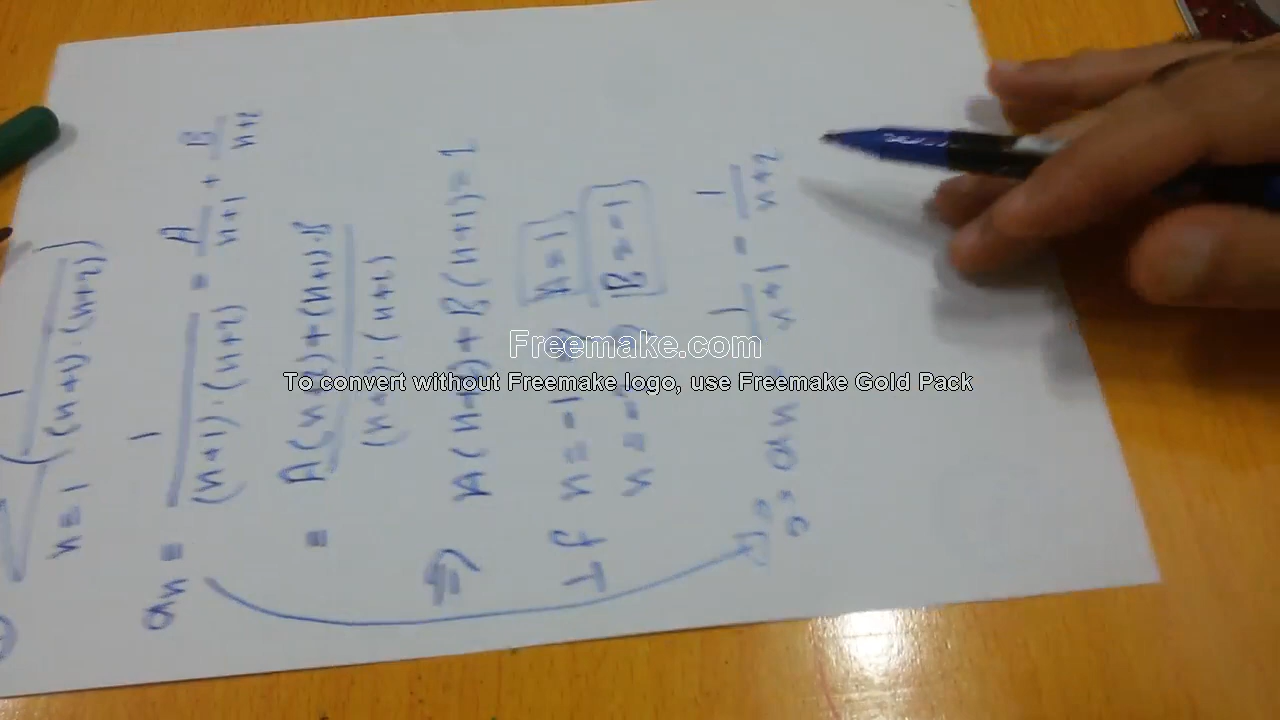 1
∑ ( ────────────
n=1 (n+1)·(n+2) )
an = 1/((n+1)·(n+2)) = A/(n+1) + B/(n+2)
= (A(n+2)+(n+1)·B)/((n+1)·(n+2))
=> A(n+2)+B(n+1)=1
If n=-1 => A=1
n=-2 => B=-1
an = 1/(n+1) - 1/(n+2)
Freemake.com
To convert without Freemake logo, use Freemake Gold Pack